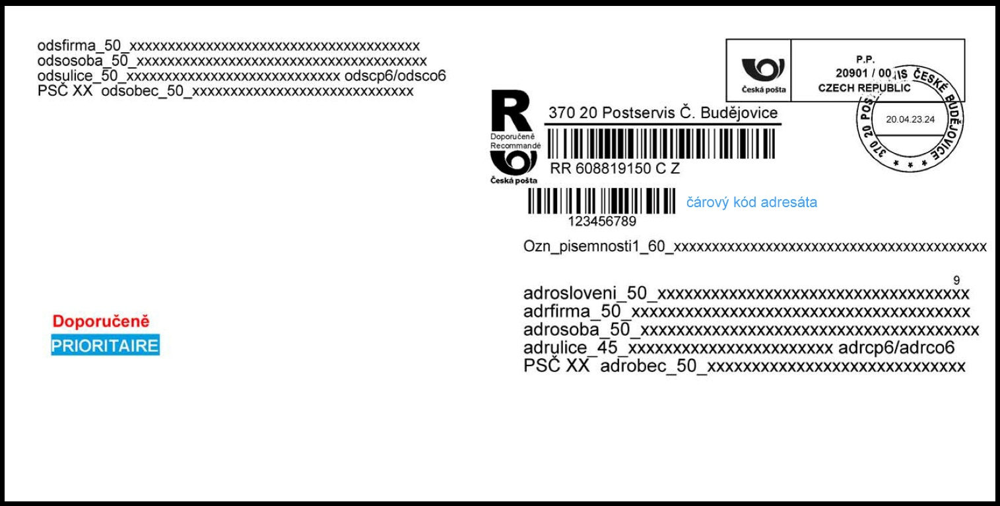 odsfirma_50_xxxxxxxxxxxxxxxxxxxxxxxxxxxxxxxxxxxxxx
odsosoba_50_xxxxxxxxxxxxxxxxxxxxxxxxxxxxxxxxxxxxxx
odsulice_50_xxxxxxxxxxxxxxxxxxxxxxxxxxxx odscp6/odsco6
PSČ XX odsobec_50_xxxxxxxxxxxxxxxxxxxxxxxxxxxxx
Česká pošta
P.P.
20901 / 00
CZECH REPUBLIC
370 20 POSTSERVIS ČESKÉ BUDĚJOVICE
20.04.23.24
* * *
R
Doporučeně
Recommandé
Česká pošta
370 20 Postservis Č. Budějovice
RR 608819150 C Z
123456789
čárový kód adresáta
Ozn_pisemnosti1_60_xxxxxxxxxxxxxxxxxxxxxxxxxxxxxxxxxxxxxxxxx
9
adrosloveni_50_xxxxxxxxxxxxxxxxxxxxxxxxxxxxxxxxxxx
adrfirma_50_xxxxxxxxxxxxxxxxxxxxxxxxxxxxxxxxxxxxxx
adrosoba_50_xxxxxxxxxxxxxxxxxxxxxxxxxxxxxxxxxxxxxx
adrulice_45_xxxxxxxxxxxxxxxxxxxxxxx adrcp6/adrco6
PSČ XX adrobec_50_xxxxxxxxxxxxxxxxxxxxxxxxxxxxx
Doporučeně
PRIORITAIRE